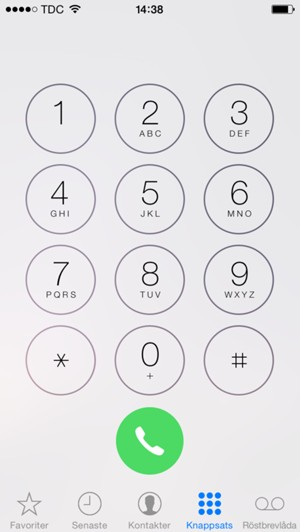 TDC 14:38
1 2 3
ABC DEF
4 5 6
GHI JKL MNO
7 8 9
PQRS TUV WXYZ
* 0 #
+
Favoriter Senaste Kontakter Knappsats Röstbrevlåda